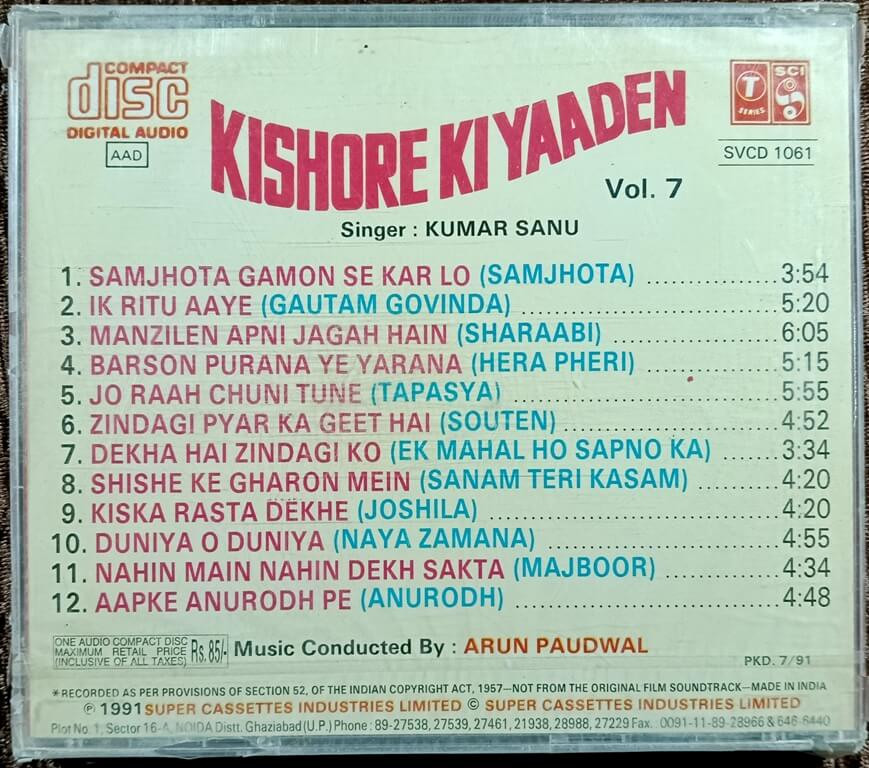 COMPACT
disc
DIGITAL AUDIO
AAD
KISHORE KI YAADEN
Vol. 7
T
SERIES
SCI
SVCD 1061
Singer : KUMAR SANU
1. SAMJHOTA GAMON SE KAR LO (SAMJHOTA) ................3:54
2. IK RITU AAYE (GAUTAM GOVINDA) ................5:20
3. MANZILEN APNI JAGAH HAIN (SHARAABI) ................6:05
4. BARSON PURANA YE YARANA (HERA PHERI) ................5:15
5. JO RAAH CHUNI TUNE (TAPASYA) ................5:55
6. ZINDAGI PYAR KA GEET HAI (SOUTEN) ................4:52
7. DEKHA HAI ZINDAGI KO (EK MAHAL HO SAPNO KA) ........3:34
8. SHISHE KE GHARON MEIN (SANAM TERI KASAM) ..........4:20
9. KISKA RASTA DEKHE (JOSHILA) ................4:20
10. DUNIYA O DUNIYA (NAYA ZAMANA) ................4:55
11. NAHIN MAIN NAHIN DEKH SAKTA (MAJBOOR) ............4:34
12. AAPKE ANURODH PE (ANURODH) ................4:48
ONE AUDIO COMPACT DISC
MAXIMUM RETAIL PRICE
(INCLUSIVE OF ALL TAXES)
Rs. 85/-
Music Conducted By : ARUN PAUDWAL
PKD. 7/91
*RECORDED AS PER PROVISIONS OF SECTION 52, OF THE INDIAN COPYRIGHT ACT, 1957—NOT FROM THE ORIGINAL FILM SOUNDTRACK—MADE IN INDIA
℗ 1991 SUPER CASSETTES INDUSTRIES LIMITED © SUPER CASSETTES INDUSTRIES LIMITED
Plot No. 1, Sector 16-A, NOIDA Distt. Ghaziabad (U.P.) Phone : 89-27538, 27539, 27461, 21938, 28988, 27229 Fax. : 0091-11-89-28966 & 646-6440